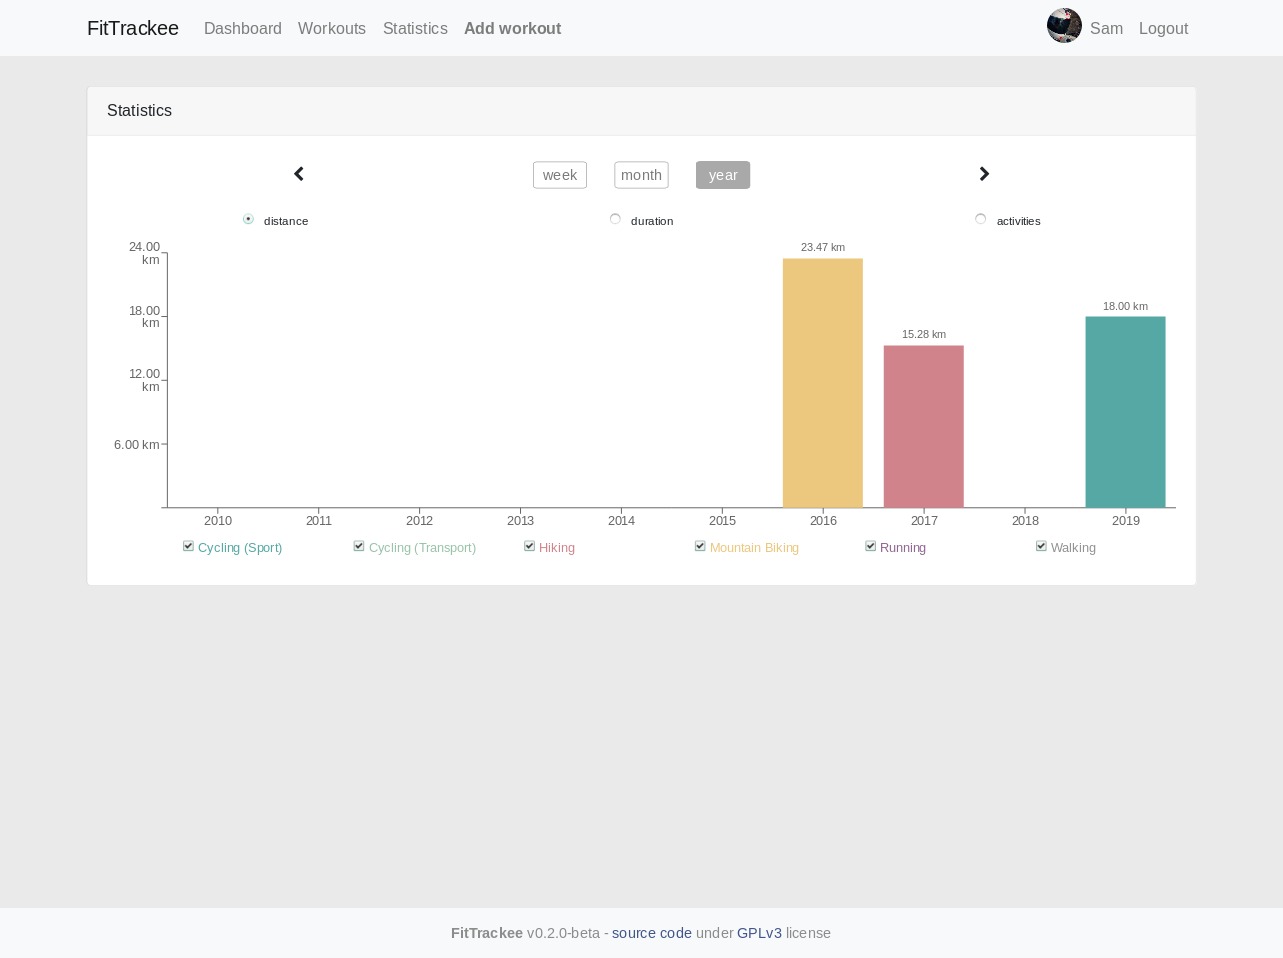 FitTrackee Dashboard Workouts Statistics Add workout Sam Logout
Statistics
week month year
distance duration activities
24.00
km
18.00
km
12.00
km
6.00 km
23.47 km
15.28 km
18.00 km
2010 2011 2012 2013 2014 2015 2016 2017 2018 2019
Cycling (Sport) Cycling (Transport) Hiking Mountain Biking Running Walking
FitTrackee v0.2.0-beta - source code under GPLv3 license